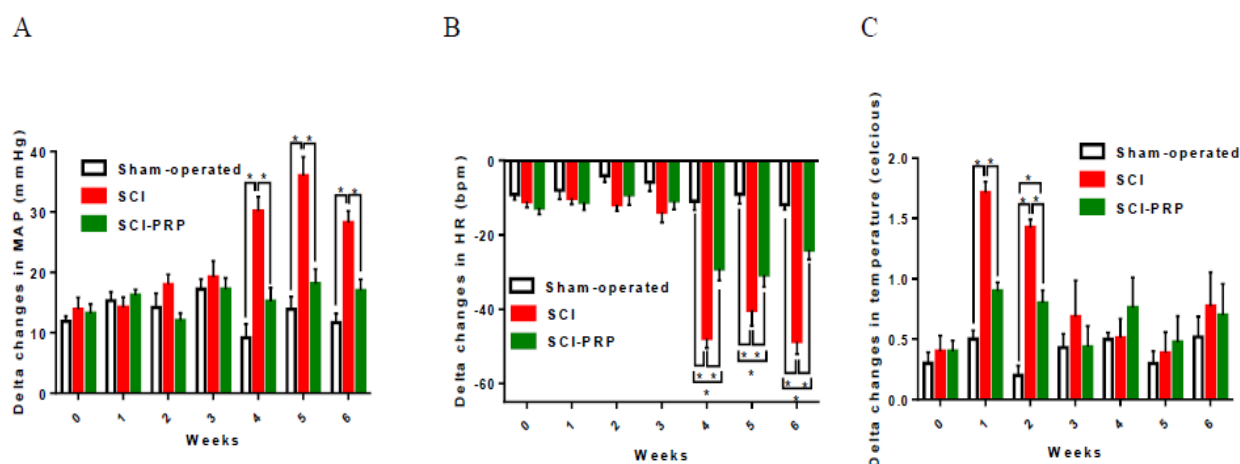 A
B
C
Delta changes in MAP (mmHg)
40
30
20
10
0
Sham-operated
SCI
SCI-PRP
* *
* *
* *
0 1 2 3 4 5 6
Weeks
Delta changes in HR (bpm)
0
-20
-40
-60
Sham-operated
SCI
SCI-PRP
* *
*
* *
*
* *
*
0 1 2 3 4 5 6
Weeks
Delta changes in temperature (celcious)
2.0
1.5
1.0
0.5
0.0
Sham-operated
SCI
SCI-PRP
* *
*
* *
0 1 2 3 4 5 6
Weeks